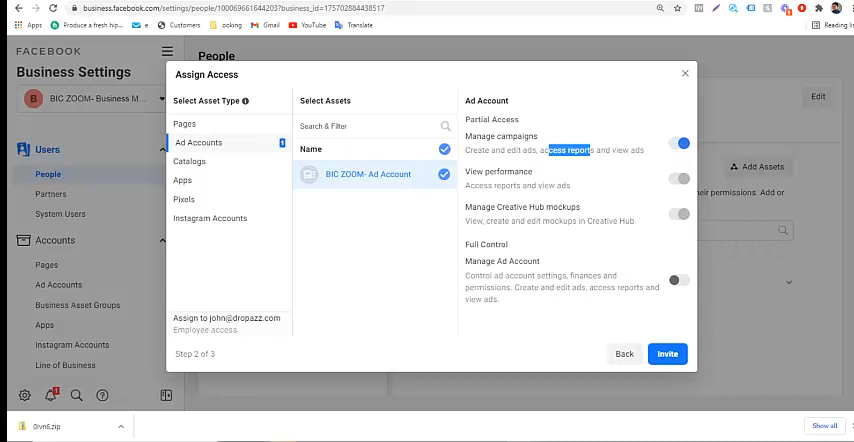 business.facebook.com/settings/people/100069661644203?business_id=175702884438517
Apps
Produce a fresh hip...
e
Customers
ooking
Gmail
YouTube
Translate
Reading lis
FACEBOOK
Business Settings
B
BIC ZOOM- Business M...
Users
People
Partners
System Users
Accounts
Pages
Ad Accounts
Business Asset Groups
Apps
Instagram Accounts
Line of Business
People
Edit
Add Assets
heir permissions. Add or
Assign Access
Select Asset Type
Pages
Ad Accounts
1
Catalogs
Apps
Pixels
Instagram Accounts
Assign to john@dropazz.com
Employee access
Select Assets
Search & Filter
Name
BIC ZOOM- Ad Account
Ad Account
Partial Access
Manage campaigns
Create and edit ads, access reports and view ads
View performance
Access reports and view ads
Manage Creative Hub mockups
View, create and edit mockups in Creative Hub
Full Control
Manage Ad Account
Control ad account settings, finances and
permissions. Create and edit ads, access reports and
view ads.
Step 2 of 3
Back
Invite
Show all